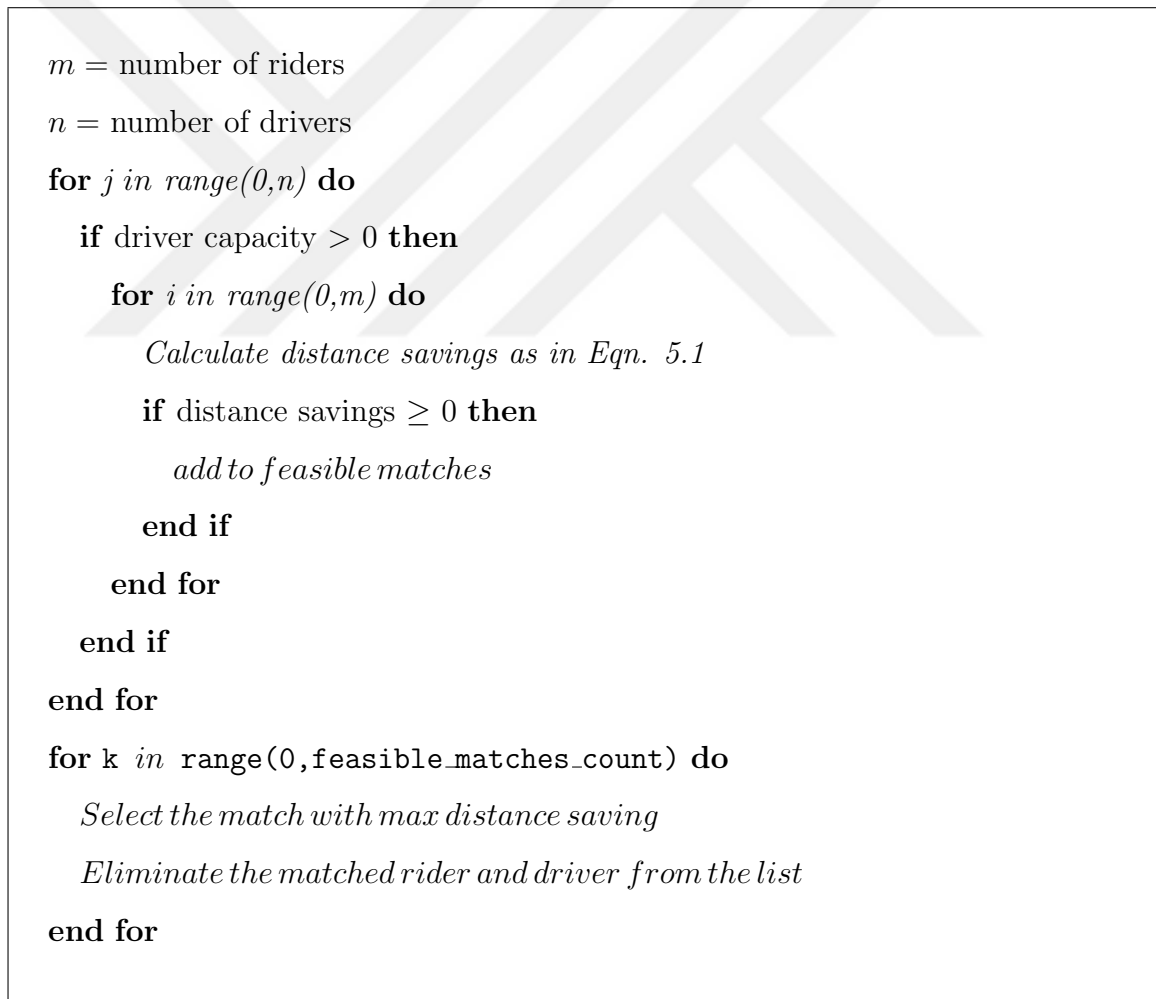 m = number of riders
n = number of drivers
for j in range(0,n) do
if driver capacity > 0 then
for i in range(0,m) do
Calculate distance savings as in Eqn. 5.1
if distance savings ≥ 0 then
add to feasible matches
end if
end for
end if
end for
for k in range(0,feasible_matches_count) do
Select the match with max distance saving
Eliminate the matched rider and driver from the list
end for